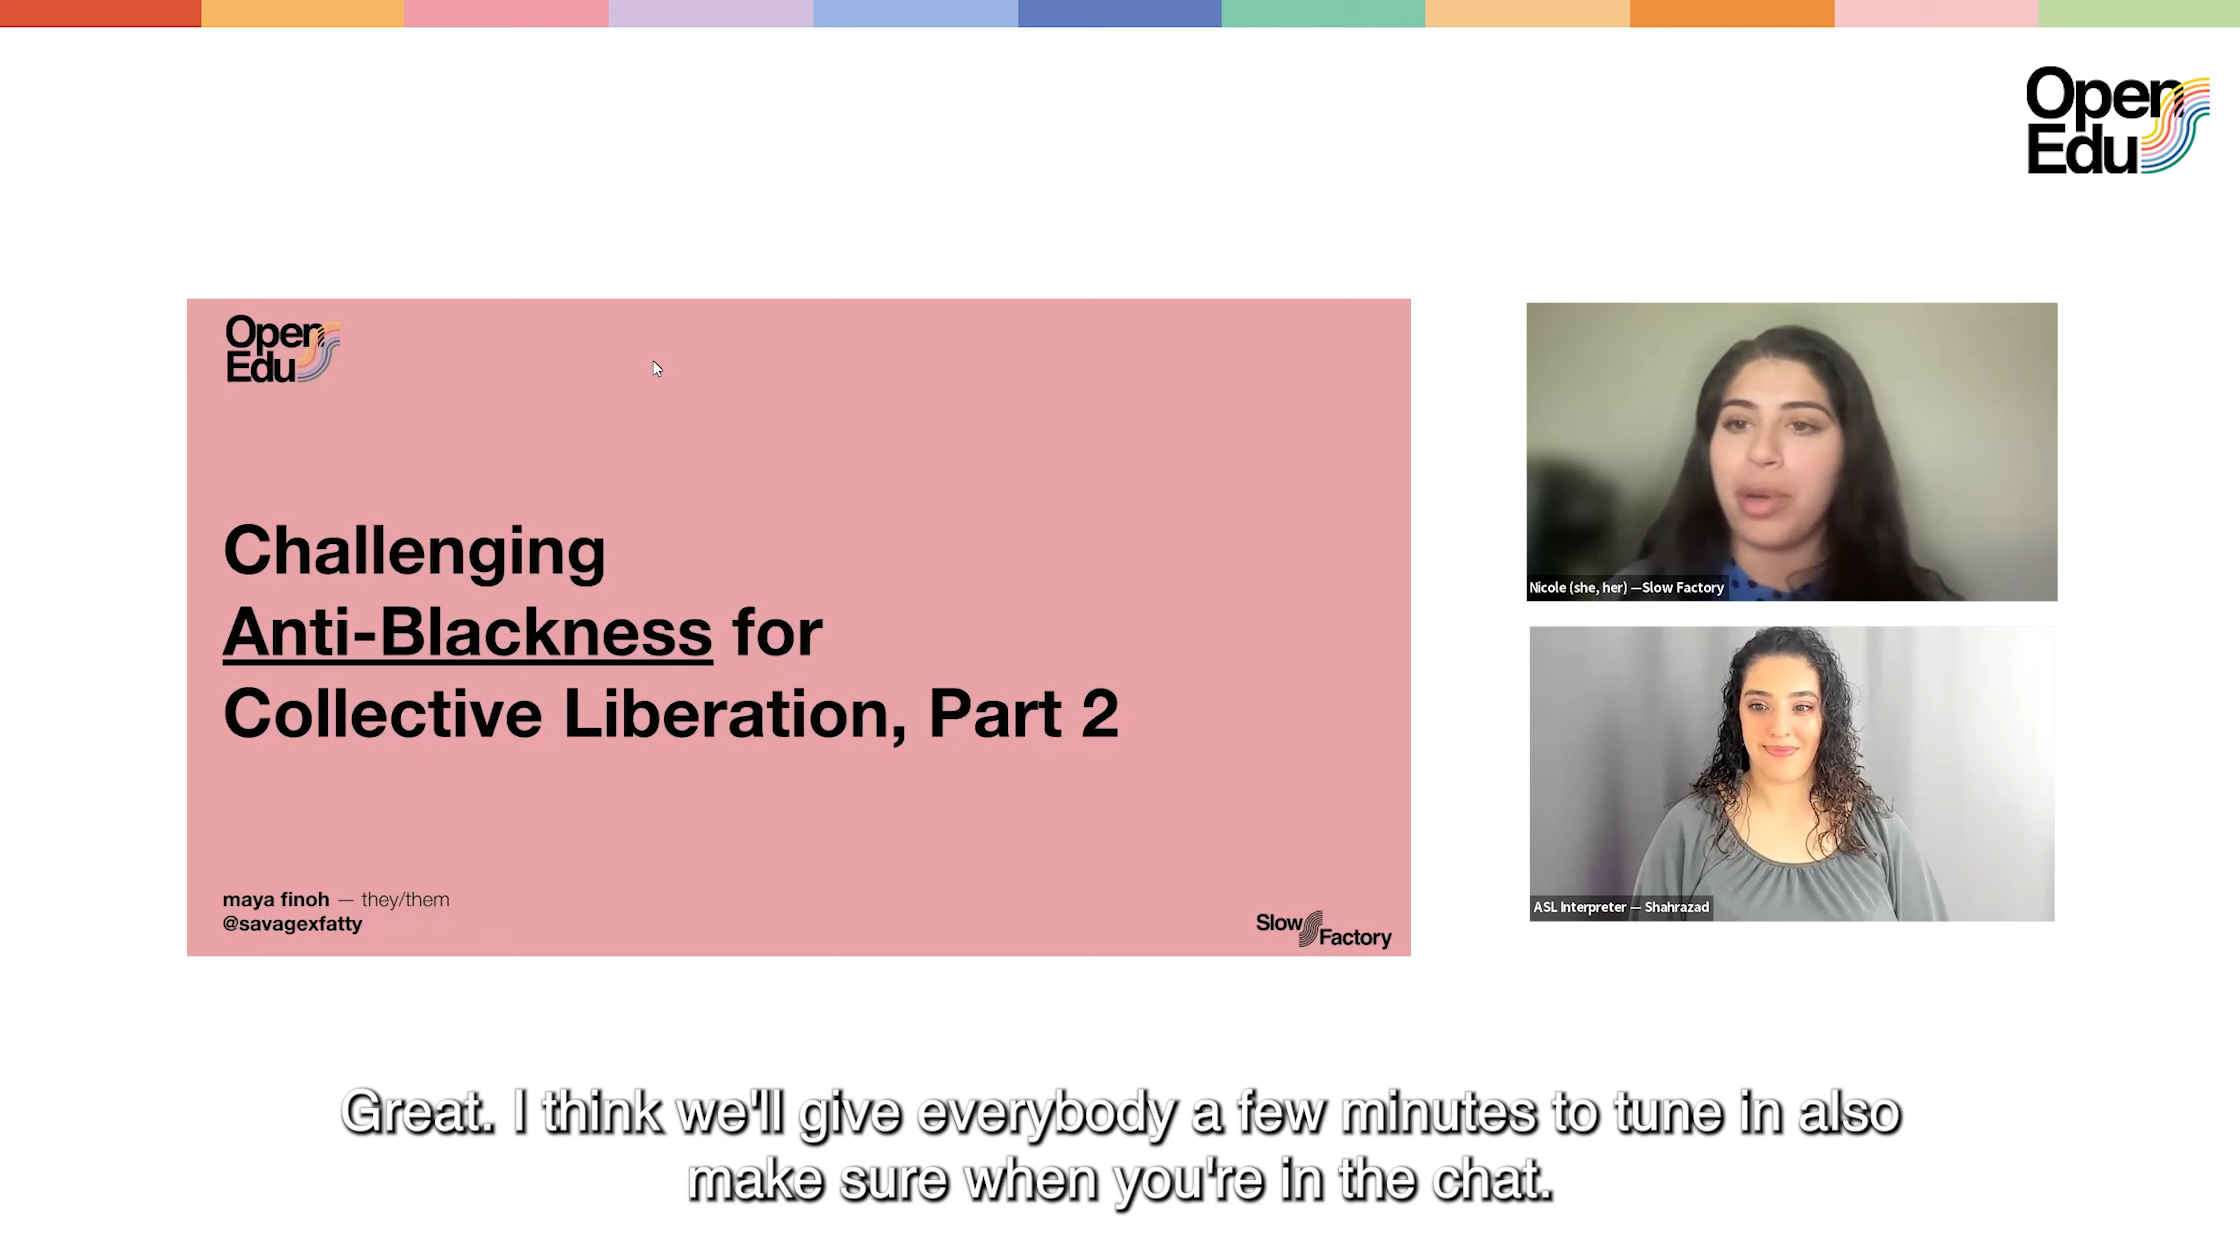 Open
Edu
Open
Edu
Challenging
Anti-Blackness for
Collective Liberation, Part 2
maya finoh — they/them
@savagexfatty
Slow
Factory
Nicole (she, her) —Slow Factory
ASL Interpreter — Shahrazad
Great. I think we'll give everybody a few minutes to tune in also
make sure when you're in the chat.